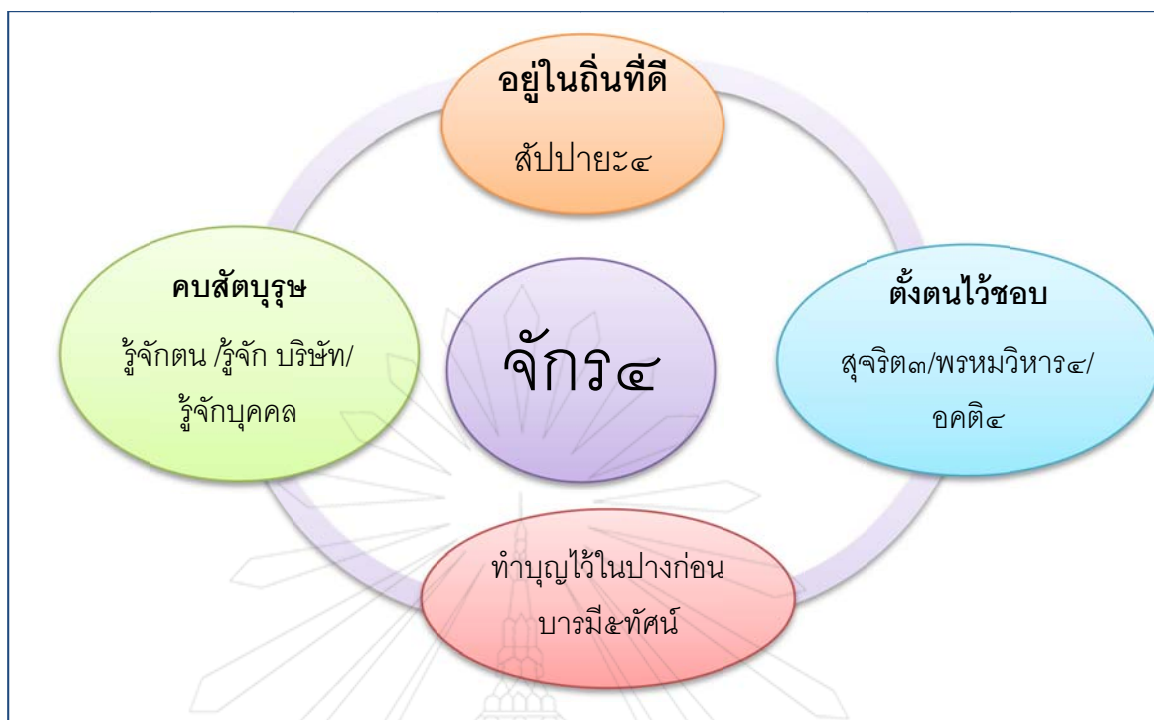 อยู่ในถิ่นที่ดี
สัปปายะ๔
คบสัตบุรุษ
รู้จักตน /รู้จัก บริษัท/
รู้จักบุคคล
จักร๔
ตั้งตนไว้ชอบ
สุจริต๓/พรหมวิหาร๔/
อคติ๔
ทำบุญไว้ในปางก่อน
บารมี๕ทัศน์